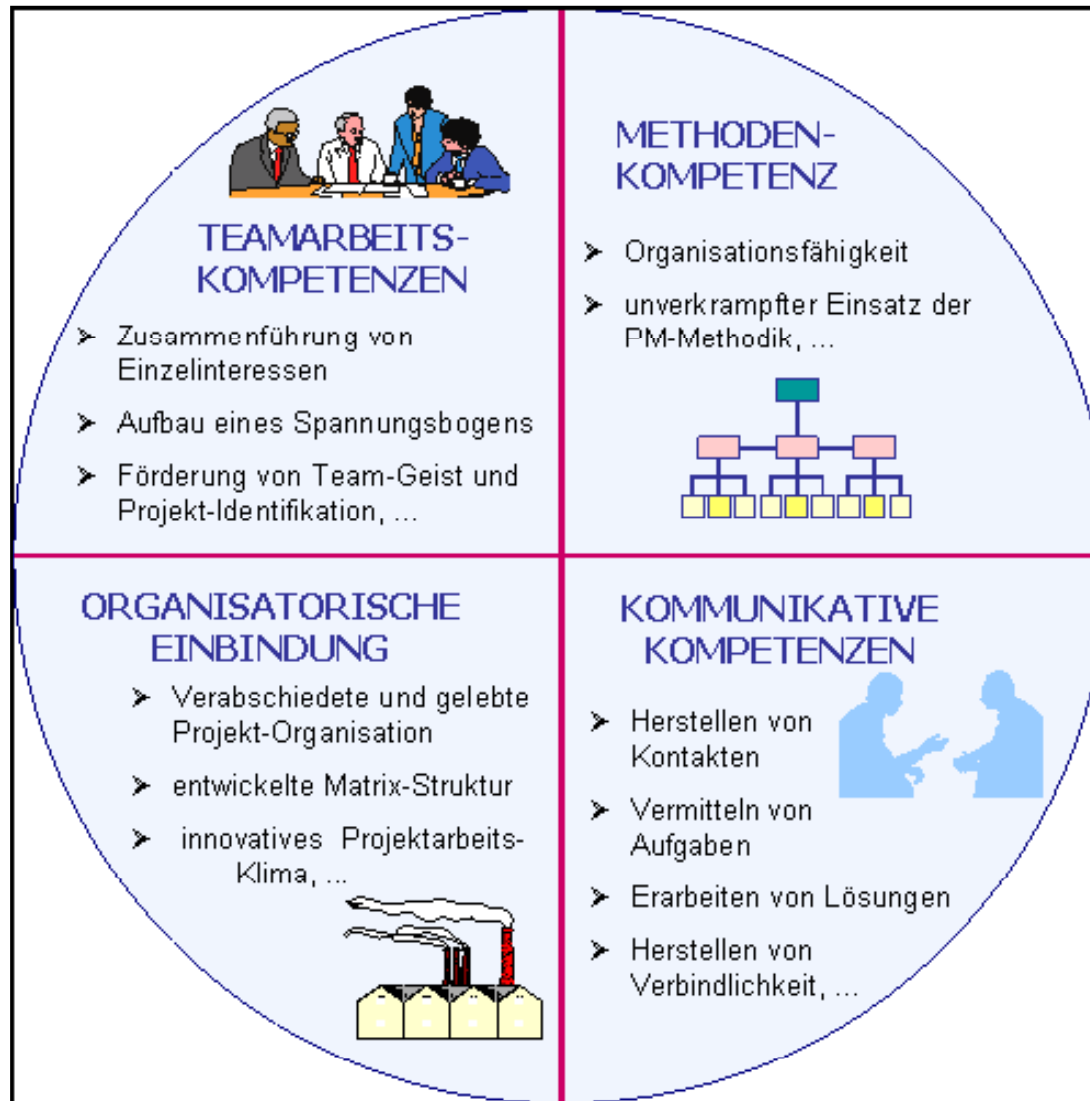 TEAMARBEITS-
KOMPETENZEN
➢ Zusammenführung von
Einzelinteressen
➢ Aufbau eines Spannungsbogens
➢ Förderung von Team-Geist und
Projekt-Identifikation, ...
METHODEN-
KOMPETENZ
➢ Organisationsfähigkeit
➢ unverkrampfter Einsatz der
PM-Methodik, ...
ORGANISATORISCHE
EINBINDUNG
➢ Verabschiedete und gelebte
Projekt-Organisation
➢ entwickelte Matrix-Struktur
➢ innovatives Projektarbeits-
Klima, ...
KOMMUNIKATIVE
KOMPETENZEN
➢ Herstellen von
Kontakten
➢ Vermitteln von
Aufgaben
➢ Erarbeiten von Lösungen
➢ Herstellen von
Verbindlichkeit, ...